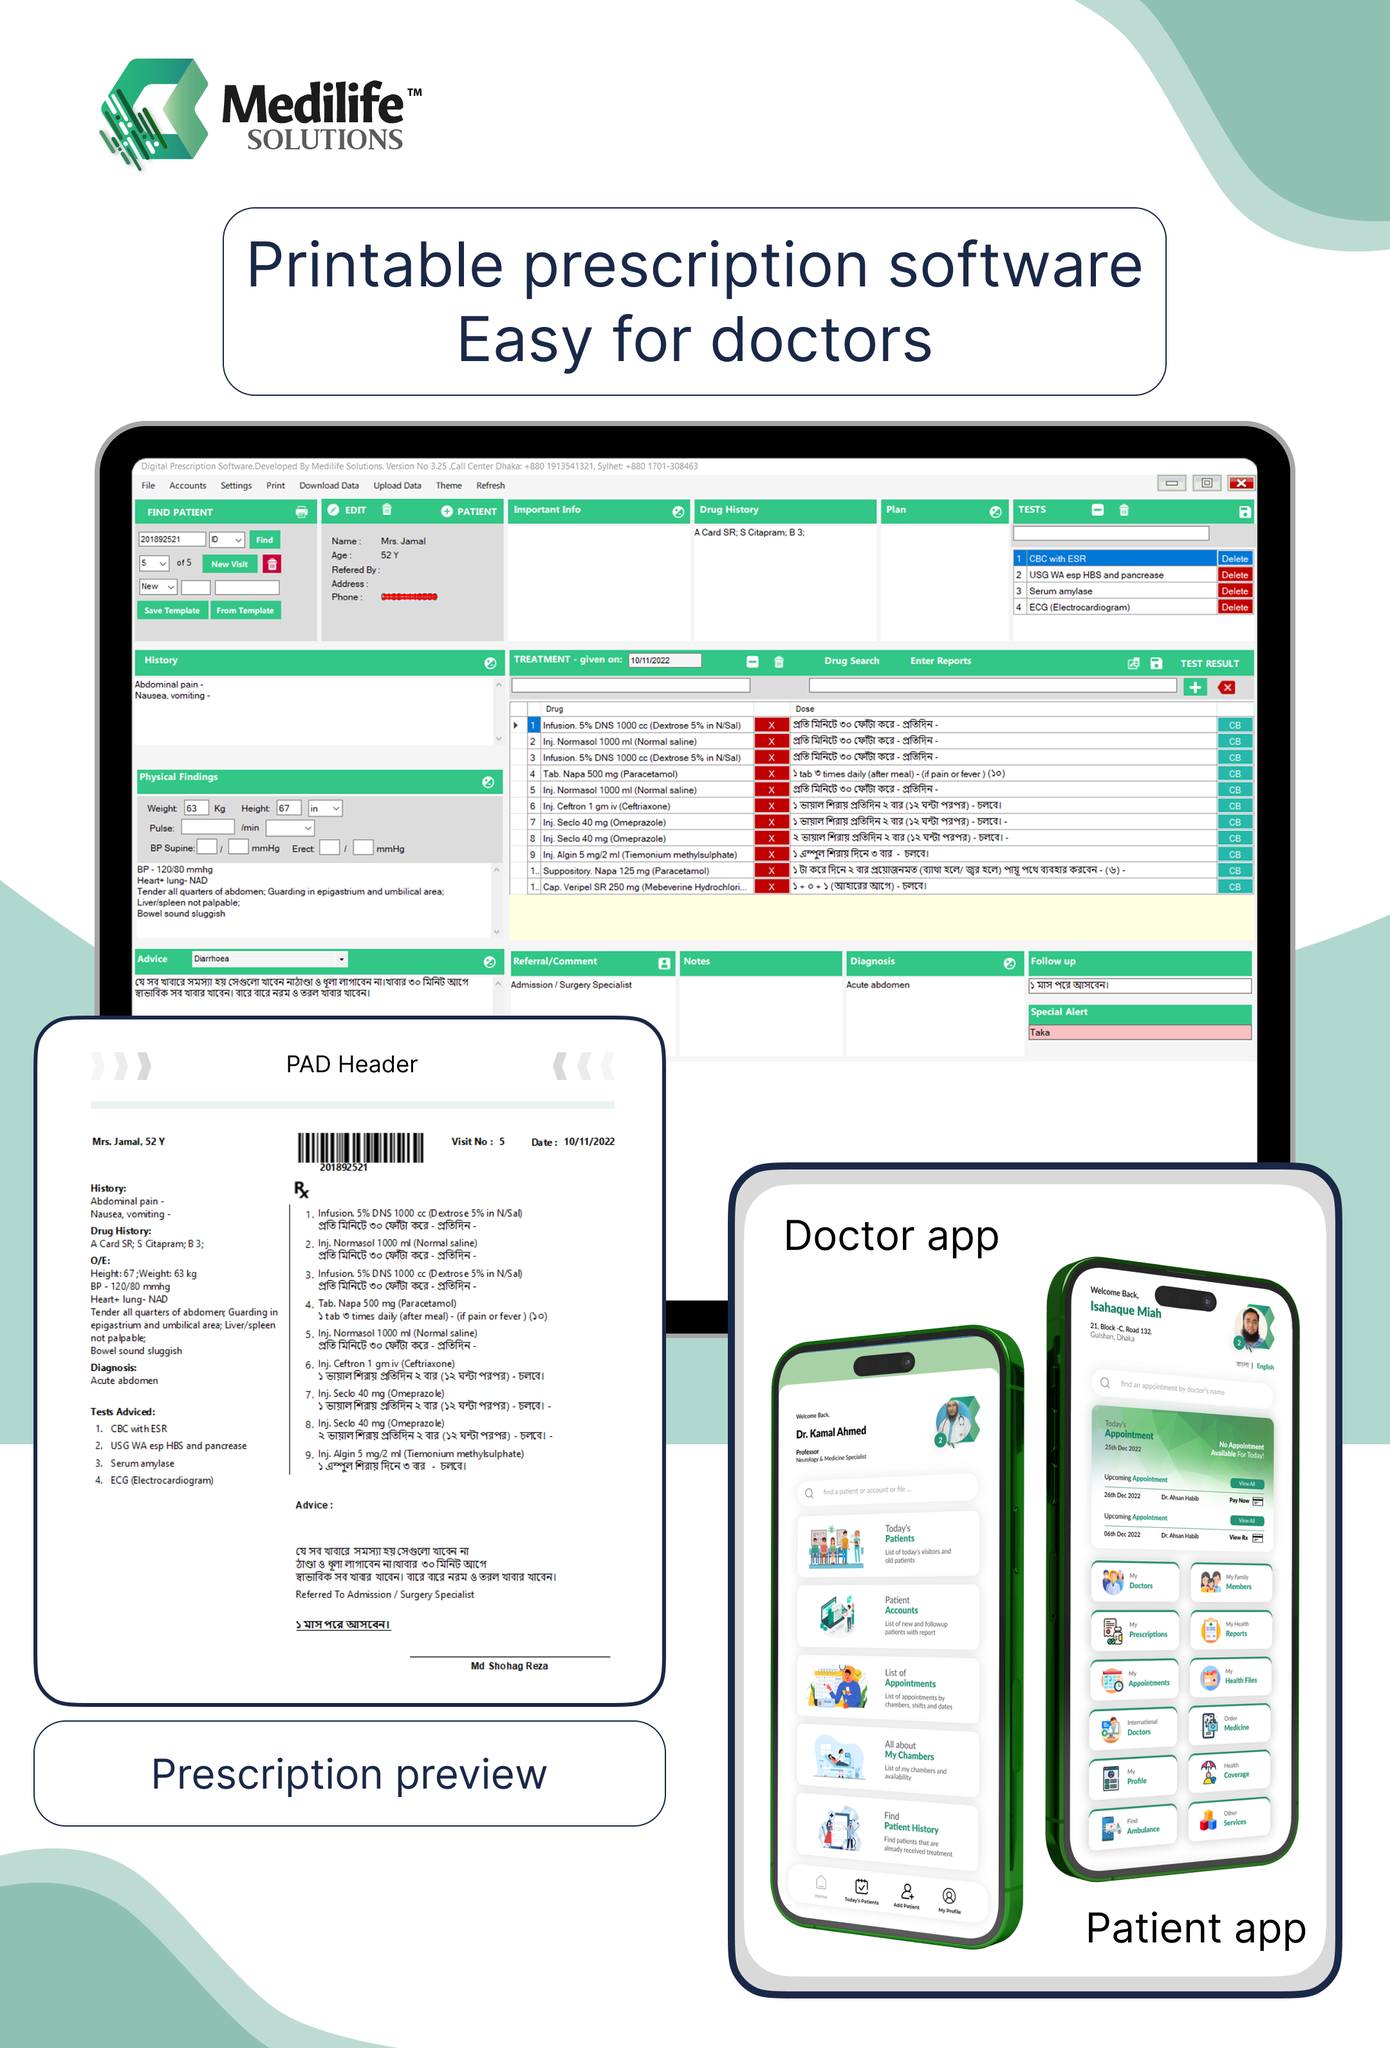 Medilife™
SOLUTIONS
Printable prescription software
Easy for doctors
Digital Prescription Software.Developed By Medilife Solutions. Version No 3.25 .Call Center Dhaka: +880 1913541321, Sylhet: +880 1701-308463
File Accounts Settings Print Download Data Upload Data Theme Refresh
FIND PATIENT
201892521 ID Find
5 of 5 New Visit
New
Save Template From Template
EDIT PATIENT
Name : Mrs. Jamal
Age : 52 Y
Refered By :
Address :
Phone :
Important Info
Drug History
A Card SR; S Citapram; B 3;
Plan
TESTS
1 CBC with ESR Delete
2 USG WA esp HBS and pancrease Delete
3 Serum amylase Delete
4 ECG (Electrocardiogram) Delete
History
Abdominal pain -
Nausea, vomiting -
Physical Findings
Weight: 63 Kg Height: 67 in
Pulse: /min
BP Supine: / mmHg Erect: / mmHg
BP - 120/80 mmhg
Heart+ lung- NAD
Tender all quarters of abdomen; Guarding in epigastrium and umbilical area;
Liver/spleen not palpable;
Bowel sound sluggish
TREATMENT - given on: 10/11/2022 Drug Search Enter Reports TEST RESULT
Drug Dose
1 Infusion. 5% DNS 1000 cc (Dextrose 5% in N/Sal) X প্রতি মিনিটে ৩০ ফোঁটা করে - প্রতিদিন - CB
2 Inj. Normasol 1000 ml (Normal saline) X প্রতি মিনিটে ৩০ ফোঁটা করে - প্রতিদিন - CB
3 Infusion. 5% DNS 1000 cc (Dextrose 5% in N/Sal) X প্রতি মিনিটে ৩০ ফোঁটা করে - প্রতিদিন - CB
4 Tab. Napa 500 mg (Paracetamol) X ১ tab ৩ times daily (after meal) - (if pain or fever ) (১০) CB
5 Inj. Normasol 1000 ml (Normal saline) X প্রতি মিনিটে ৩০ ফোঁটা করে - প্রতিদিন - CB
6 Inj. Ceftron 1 gm iv (Ceftriaxone) X ১ ভায়াল শিরায় প্রতিদিন ২ বার (১২ ঘন্টা পরপর) - চলবে। CB
7 Inj. Seclo 40 mg (Omeprazole) X ১ ভায়াল শিরায় প্রতিদিন ২ বার (১২ ঘন্টা পরপর) - চলবে। - CB
8 Inj. Seclo 40 mg (Omeprazole) X ২ ভায়াল শিরায় প্রতিদিন ২ বার (১২ ঘন্টা পরপর) - চলবে। - CB
9 Inj. Algin 5 mg/2 ml (Tiemonium methylsulphate) X ১ এম্পুল শিরায় দিনে ৩ বার - চলবে। CB
1.. Suppository. Napa 125 mg (Paracetamol) X ১ টা করে দিনে ২ বার প্রয়োজনমত (ব্যাথা হলে/ জ্বর হলে) পায়ু পথে ব্যবহার করবেন - (৬) - CB
1.. Cap. Veripel SR 250 mg (Mebeverine Hydrochlori... X ১ + ০ + ১ (আহারের আগে) - চলবে। CB
Advice Diarrhoea
যে সব খাবারে সমস্যা হয় সেগুলো খাবেন নাঠাণ্ডা ও ধূলা লাগাবেন না।খাবার ৩০ মিনিট আগে
স্বাভাবিক সব খাবার খাবেন। বারে বারে নরম ও তরল খাবার খাবেন।
Referral/Comment
Admission / Surgery Specialist
Notes
Diagnosis
Acute abdomen
Follow up
১ মাস পরে আসবেন।
Special Alert
Taka
PAD Header
Mrs. Jamal, 52 Y 201892521 Visit No : 5 Date : 10/11/2022
History:
Abdominal pain -
Nausea, vomiting -
Drug History:
A Card SR; S Citapram; B 3;
O/E:
Height: 67 ;Weight: 63 kg
BP - 120/80 mmhg
Heart+ lung- NAD
Tender all quarters of abdomen; Guarding in
epigastrium and umbilical area; Liver/spleen
not palpable;
Bowel sound sluggish
Diagnosis:
Acute abdomen
Tests Adviced:
1. CBC with ESR
2. USG WA esp HBS and pancrease
3. Serum amylase
4. ECG (Electrocardiogram)
Rx
1. Infusion. 5% DNS 1000 cc (Dextrose 5% in N/Sal)
প্রতি মিনিটে ৩০ ফোঁটা করে - প্রতিদিন -
2. Inj. Normasol 1000 ml (Normal saline)
প্রতি মিনিটে ৩০ ফোঁটা করে - প্রতিদিন -
3. Infusion. 5% DNS 1000 cc (Dextrose 5% in N/Sal)
প্রতি মিনিটে ৩০ ফোঁটা করে - প্রতিদিন -
4. Tab. Napa 500 mg (Paracetamol)
১ tab ৩ times daily (after meal) - (if pain or fever ) (১০)
5. Inj. Normasol 1000 ml (Normal saline)
প্রতি মিনিটে ৩০ ফোঁটা করে - প্রতিদিন -
6. Inj. Ceftron 1 gm iv (Ceftriaxone)
১ ভায়াল শিরায় প্রতিদিন ২ বার (১২ ঘন্টা পরপর) - চলবে।
7. Inj. Seclo 40 mg (Omeprazole)
১ ভায়াল শিরায় প্রতিদিন ২ বার (১২ ঘন্টা পরপর) - চলবে। -
8. Inj. Seclo 40 mg (Omeprazole)
২ ভায়াল শিরায় প্রতিদিন ২ বার (১২ ঘন্টা পরপর) - চলবে। -
9. Inj. Algin 5 mg/2 ml (Tiemonium methylsulphate)
১ এম্পুল শিরায় দিনে ৩ বার - চলবে।
Advice :
যে সব খাবারে সমস্যা হয় সেগুলো খাবেন না
ঠাণ্ডা ও ধূলা লাগাবেন না।খাবার ৩০ মিনিট আগে
স্বাভাবিক সব খাবার খাবেন। বারে বারে নরম ও তরল খাবার খাবেন।
Referred To Admission / Surgery Specialist
১ মাস পরে আসবেন।
Md Shohag Reza
Prescription preview
Doctor app
Welcome Back,
Dr. Kamal Ahmed
Professor
Neurology & Medicine Specialist
2
find a patient or account or file ...
Today's
Patients
List of today's visitors and
old patients
Patient
Accounts
List of new and followup
patients with report
List of
Appointments
List of appointments by
chambers, shifts and dates
All about
My Chambers
List of my chambers and
availability
Find
Patient History
Find patients that are
already received treatment
Home Today's Patients Add Patient My Profile
Welcome Back,
Isahaque Miah
21, Block -C, Road 132.
Gulshan, Dhaka
2
বাংলা | English
find an appointment by doctor's name
Today's
Appointment
25th Dec 2022
No Appointment
Available For Today!
Upcoming Appointment View All
26th Dec 2022 Dr. Ahsan Habib Pay Now
Upcoming Appointment View All
06th Dec 2022 Dr. Ahsan Habib View Rx
My
Doctors
My Family
Members
My
Prescriptions
My Health
Reports
My
Appointments
My
Health Files
International
Doctors
Order
Medicine
My
Profile
Health
Coverage
Find
Ambulance
Other
Services
Patient app